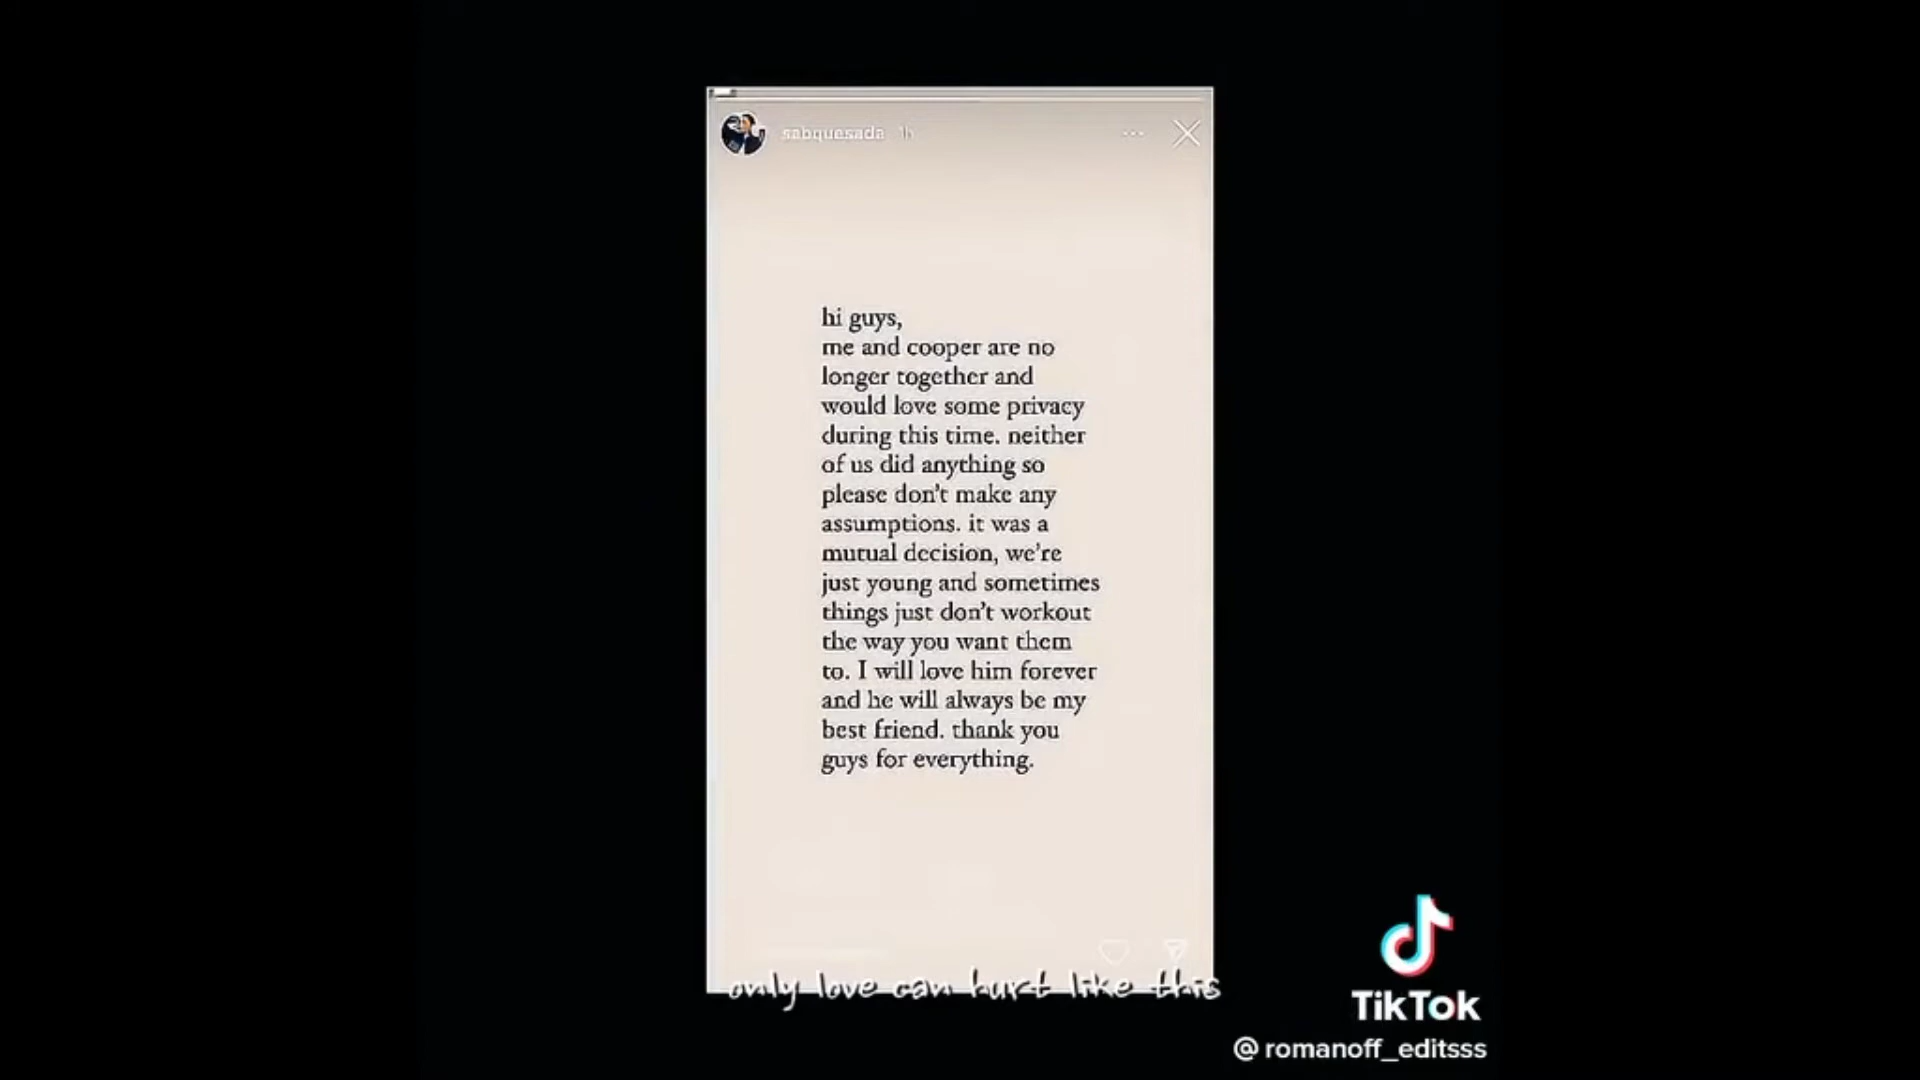 sabquesada 1h
hi guys,
me and cooper are no
longer together and
would love some privacy
during this time. neither
of us did anything so
please don't make any
assumptions. it was a
mutual decision, we're
just young and sometimes
things just don't workout
the way you want them
to. I will love him forever
and he will always be my
best friend. thank you
guys for everything.
only love can hurt like this
TikTok
@romanoff_editsss